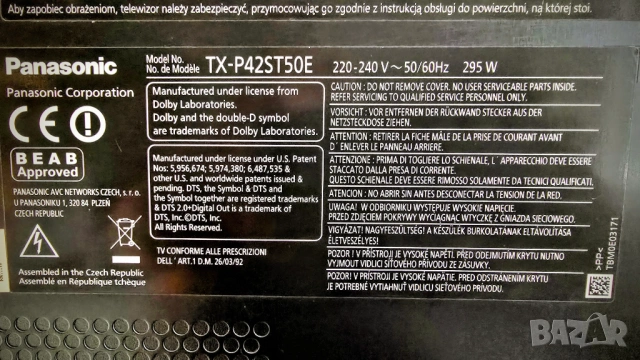 Aby zapobiec obrażeniom, telewizor należy zabezpieczyć, przymocowując go zgodnie z instrukcją obsługi do powierzchni, na której stoi.
Panasonic
Model No.
No. de Modèle
TX-P42ST50E
220-240 V～50/60Hz
295 W
Panasonic Corporation
CE
BEAB
Approved
PANASONIC AVC NETWORKS CZECH, s.r.o.
U PANASONIKU 1, 320 84 PLZEŇ
CZECH REPUBLIC
Assembled in the Czech Republic
Assemblé en République tchèque
Manufactured under license from
Dolby Laboratories.
Dolby and the double-D symbol
are trademarks of Dolby Laboratories.
Manufactured under license under U.S. Patent
Nos: 5,956,674; 5,974,380; 6,487,535 &
other U.S. and worldwide patents issued &
pending. DTS, the Symbol & DTS and
the Symbol together are registered trademarks
& DTS 2.0+Digital Out is a trademark of
DTS, Inc.©DTS, Inc.
All Rights Reserved.
TV CONFORME ALLE PRESCRIZIONI
DELL' ART.1 D.M. 26/03/92
CAUTION : DO NOT REMOVE COVER. NO USER SERVICEABLE PARTS INSIDE.
REFER SERVICING TO QUALIFIED SERVICE PERSONNEL ONLY.
VORSICHT : VOR ENTFERNEN DER RÜCKWAND STECKER AUS DER
NETZSTECKDOSE ZIEHEN.
ATTENTION : RETIRER LA FICHE MÂLE DE LA PRISE DE COURANT AVANT
D' ENLEVER LE PANNEAU ARRIERE.
ATTENZIONE : PRIMA DI TOGLIERE LO SCHIENALE, L' APPARECCHIO DEVE ESSERE
STACCATO DALLA PRESA DI CORRENTE.
QUESTO SCHIENALE DEVE ESSERE RIMOSSO SOLAMENTE DA TECNICI QUALIFICATI.
ATENCION : NO ABRIR SIN ANTES DESCONECTAR LA TENSION DE LA RED.
UWAGA! W ODBIORNIKU WYSTĘPUJE WYSOKIE NAPIĘCIE.
PRZED ZDJĘCIEM POKRYWY WYCIĄGNĄĆ WTYCZKĘ Z GNIAZDA SIECIOWEGO.
VIGYÁZAT! NAGYFESZÜLTSÉG! A KÉSZÜLÉK BURKOLATÁNAK ELTÁVOLÍTÁSA
ÉLETVESZÉLYES!
POZOR ! V PŘÍSTROJI JE VYSOKÉ NAPĚTÍ. PŘED ODEJMUTÍM KRYTU NUTNO
VYJMOUT VIDLICI SÍŤOVÉHO PŘÍVODU ZE ZÁSUVKY.
POZOR ! V PRÍSTROJI JE VYSOKÉ NAPÄTIE. PRED ODSTRÁNENÍM KRYTU
JE POTREBNÉ VYTIAHNUŤ VIDLICU SIEŤOVÉHO PRÍVODU ZO ZÁSUVKY.
>PP<
TBM0E03171
БАЗАР